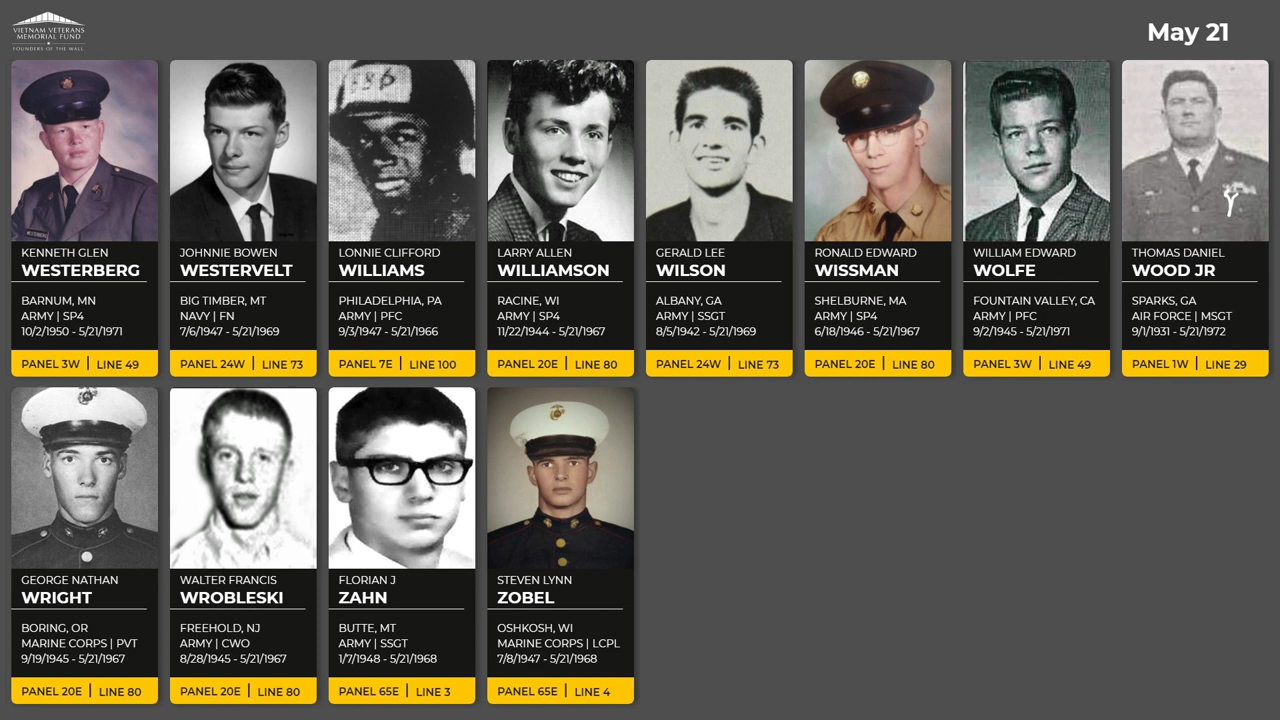 VIETNAM VETERANS
MEMORIAL FUND
FOUNDERS OF THE WALL
May 21
KENNETH GLEN
WESTERBERG
BARNUM, MN
ARMY | SP4
10/2/1950 - 5/21/1971
PANEL 3W | LINE 49
JOHNNIE BOWEN
WESTERVELT
BIG TIMBER, MT
NAVY | FN
7/6/1947 - 5/21/1969
PANEL 24W | LINE 73
LONNIE CLIFFORD
WILLIAMS
PHILADELPHIA, PA
ARMY | PFC
9/3/1947 - 5/21/1966
PANEL 7E | LINE 100
LARRY ALLEN
WILLIAMSON
RACINE, WI
ARMY | SP4
11/22/1944 - 5/21/1967
PANEL 20E | LINE 80
GERALD LEE
WILSON
ALBANY, GA
ARMY | SSGT
8/5/1942 - 5/21/1969
PANEL 24W | LINE 73
RONALD EDWARD
WISSMAN
SHELBURNE, MA
ARMY | SP4
6/18/1946 - 5/21/1967
PANEL 20E | LINE 80
WILLIAM EDWARD
WOLFE
FOUNTAIN VALLEY, CA
ARMY | PFC
9/2/1945 - 5/21/1971
PANEL 3W | LINE 49
THOMAS DANIEL
WOOD JR
SPARKS, GA
AIR FORCE | MSGT
9/1/1931 - 5/21/1972
PANEL 1W | LINE 29
GEORGE NATHAN
WRIGHT
BORING, OR
MARINE CORPS | PVT
9/19/1945 - 5/21/1967
PANEL 20E | LINE 80
WALTER FRANCIS
WROBLESKI
FREEHOLD, NJ
ARMY | CWO
8/28/1945 - 5/21/1967
PANEL 20E | LINE 80
FLORIAN J
ZAHN
BUTTE, MT
ARMY | SSGT
1/7/1948 - 5/21/1968
PANEL 65E | LINE 3
STEVEN LYNN
ZOBEL
OSHKOSH, WI
MARINE CORPS | LCPL
7/8/1947 - 5/21/1968
PANEL 65E | LINE 4